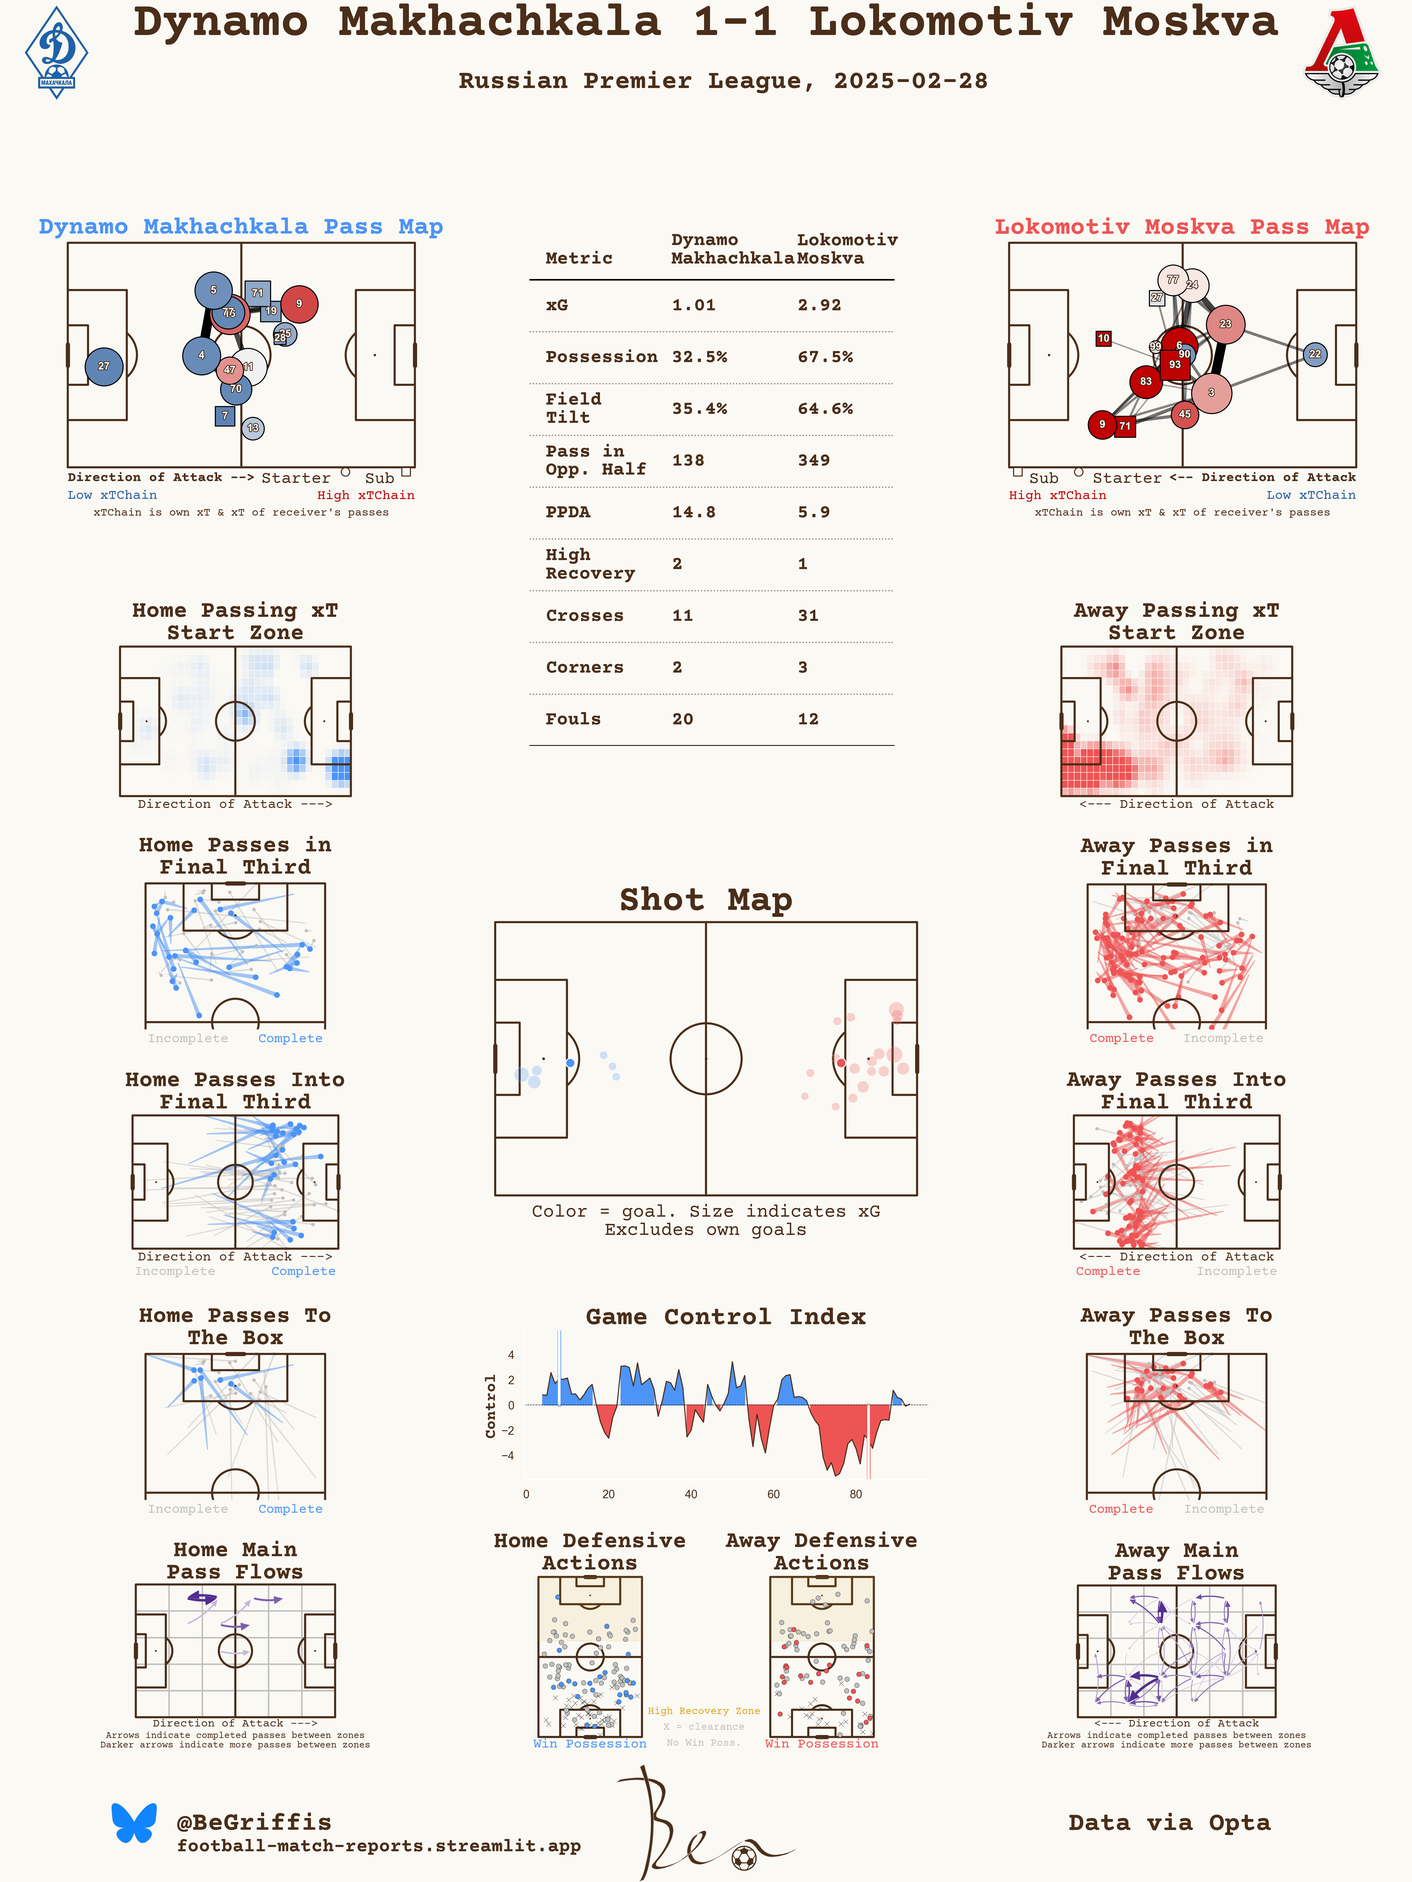 Dynamo Makhachkala 1-1 Lokomotiv Moskva
Russian Premier League, 2025-02-28
МАХАЧКАЛА
Dynamo Makhachkala Pass Map
5
77
71
19
9
28
4
27
47
11
70
7
13
Direction of Attack --> Starter Sub
Low xTChain High xTChain
xTChain is own xT & xT of receiver's passes
Metric Dynamo Makhachkala Lokomotiv Moskva
xG 1.01 2.92
Possession 32.5% 67.5%
Field Tilt 35.4% 64.6%
Pass in Opp. Half 138 349
PPDA 14.8 5.9
High Recovery 2 1
Crosses 11 31
Corners 2 3
Fouls 20 12
Lokomotiv Moskva Pass Map
77
24
27
23
10
99
6
90
22
93
83
3
45
9
71
Sub Starter <-- Direction of Attack
High xTChain Low xTChain
xTChain is own xT & xT of receiver's passes
Home Passing xT
Start Zone
Direction of Attack --->
Away Passing xT
Start Zone
<--- Direction of Attack
Home Passes in
Final Third
Incomplete Complete
Away Passes in
Final Third
Complete Incomplete
Shot Map
Color = goal. Size indicates xG
Excludes own goals
Home Passes Into
Final Third
Direction of Attack --->
Incomplete Complete
Away Passes Into
Final Third
<--- Direction of Attack
Complete Incomplete
Home Passes To
The Box
Incomplete Complete
Game Control Index
Control
4
2
0
−2
−4
0 20 40 60 80
Away Passes To
The Box
Complete Incomplete
Home Main
Pass Flows
Direction of Attack --->
Arrows indicate completed passes between zones
Darker arrows indicate more passes between zones
Home Defensive
Actions
Win Possession
High Recovery Zone
X = clearance
No Win Poss.
Away Defensive
Actions
Win Possession
Away Main
Pass Flows
<--- Direction of Attack
Arrows indicate completed passes between zones
Darker arrows indicate more passes between zones
@BeGriffis
football-match-reports.streamlit.app
Ben
Data via Opta